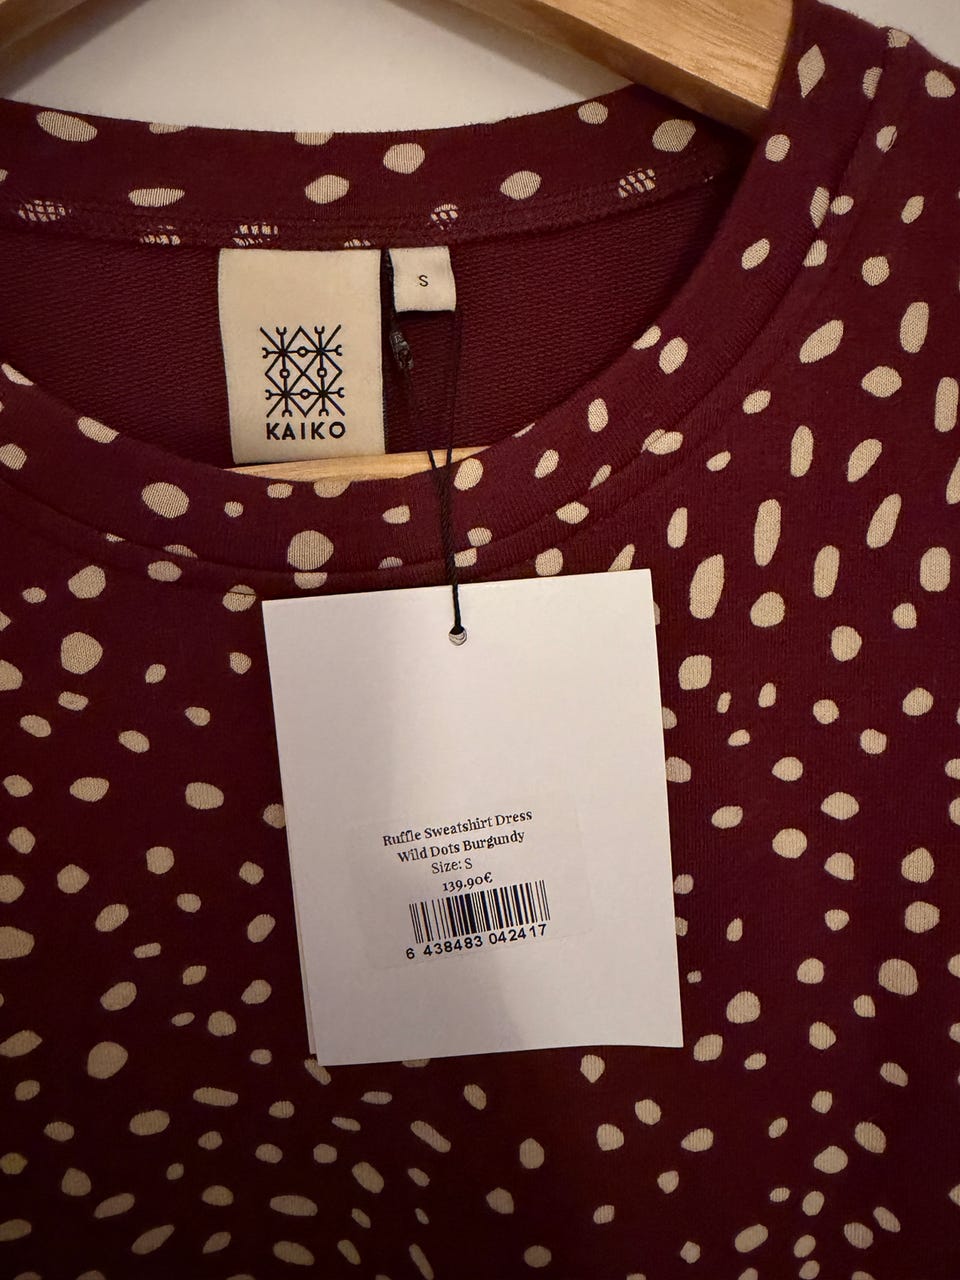 S
KAIKO
Ruffle Sweatshirt Dress
Wild Dots Burgundy
Size: S
139.90€
6 438483 042417